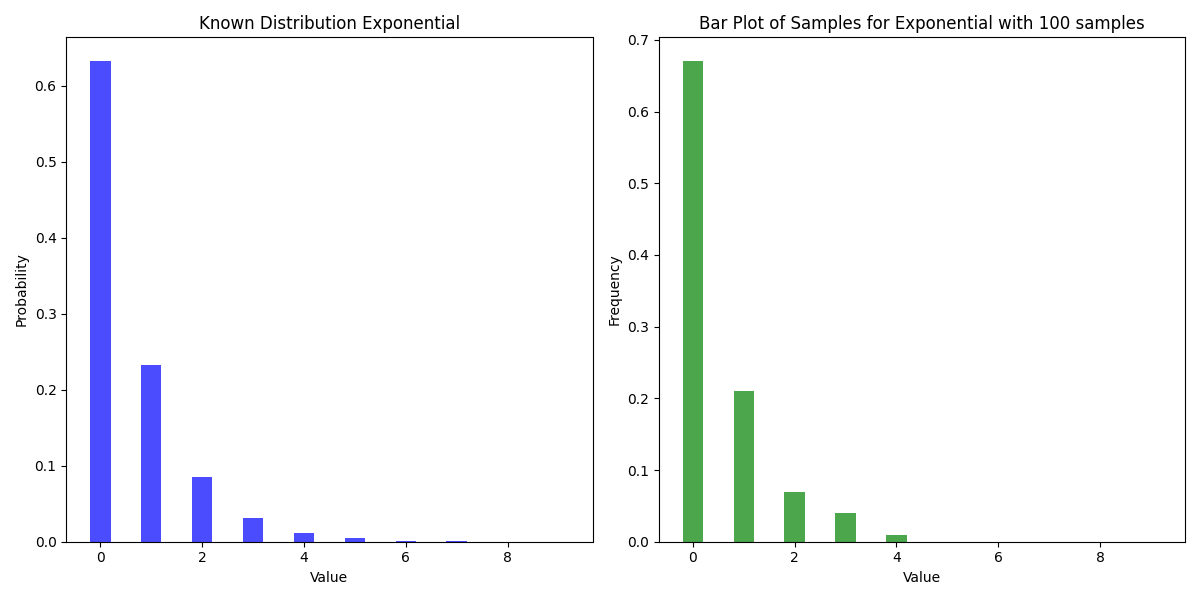 Known Distribution Exponential
Probability
0.6
0.5
0.4
0.3
0.2
0.1
0.0
0 2 4 6 8
Value
Bar Plot of Samples for Exponential with 100 samples
Frequency
0.7
0.6
0.5
0.4
0.3
0.2
0.1
0.0
0 2 4 6 8
Value